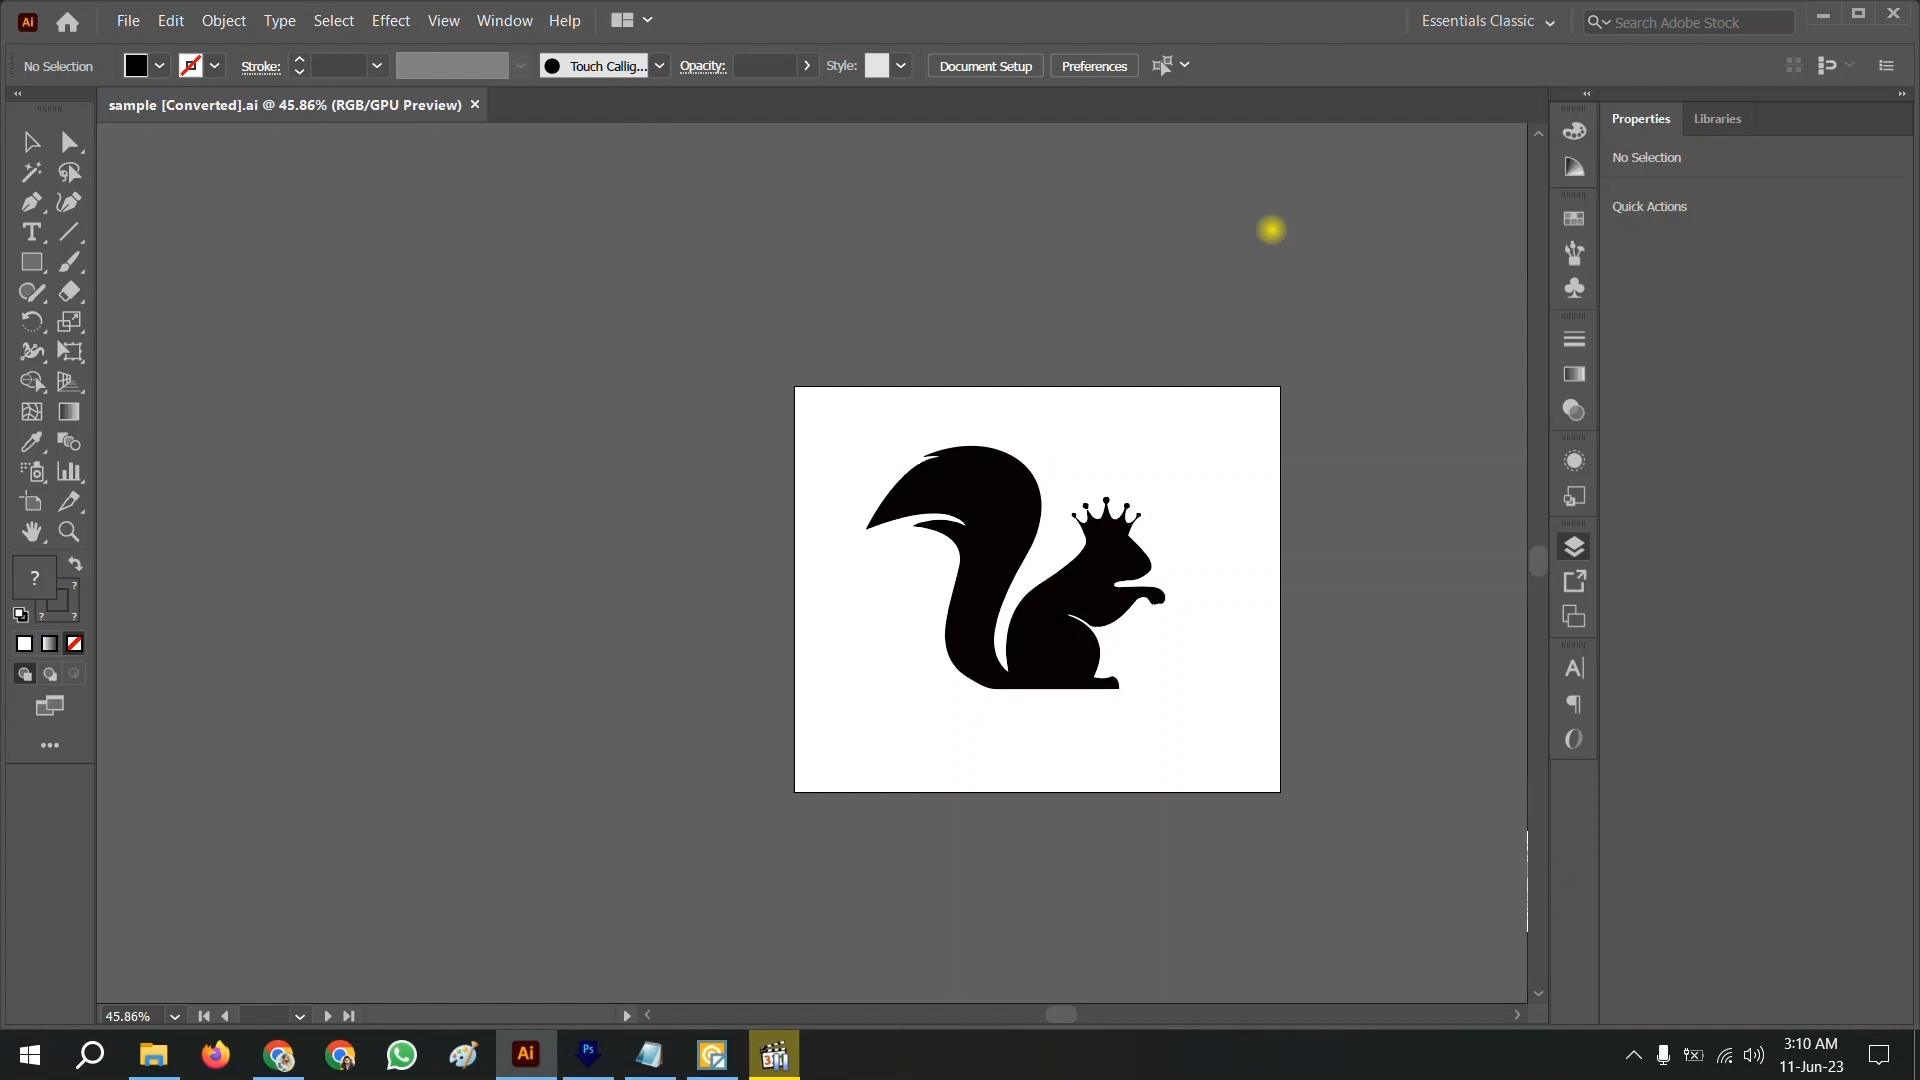 Ai File Edit Object Type Select Effect View Window Help Essentials Classic Search Adobe Stock
No Selection Stroke: Touch Callig... Opacity: Style: Document Setup Preferences
sample [Converted].ai @ 45.86% (RGB/GPU Preview) ×
Properties Libraries
No Selection
Quick Actions
?
?
? ?
45.86%
Ai Ps 3:10 AM
11-Jun-23